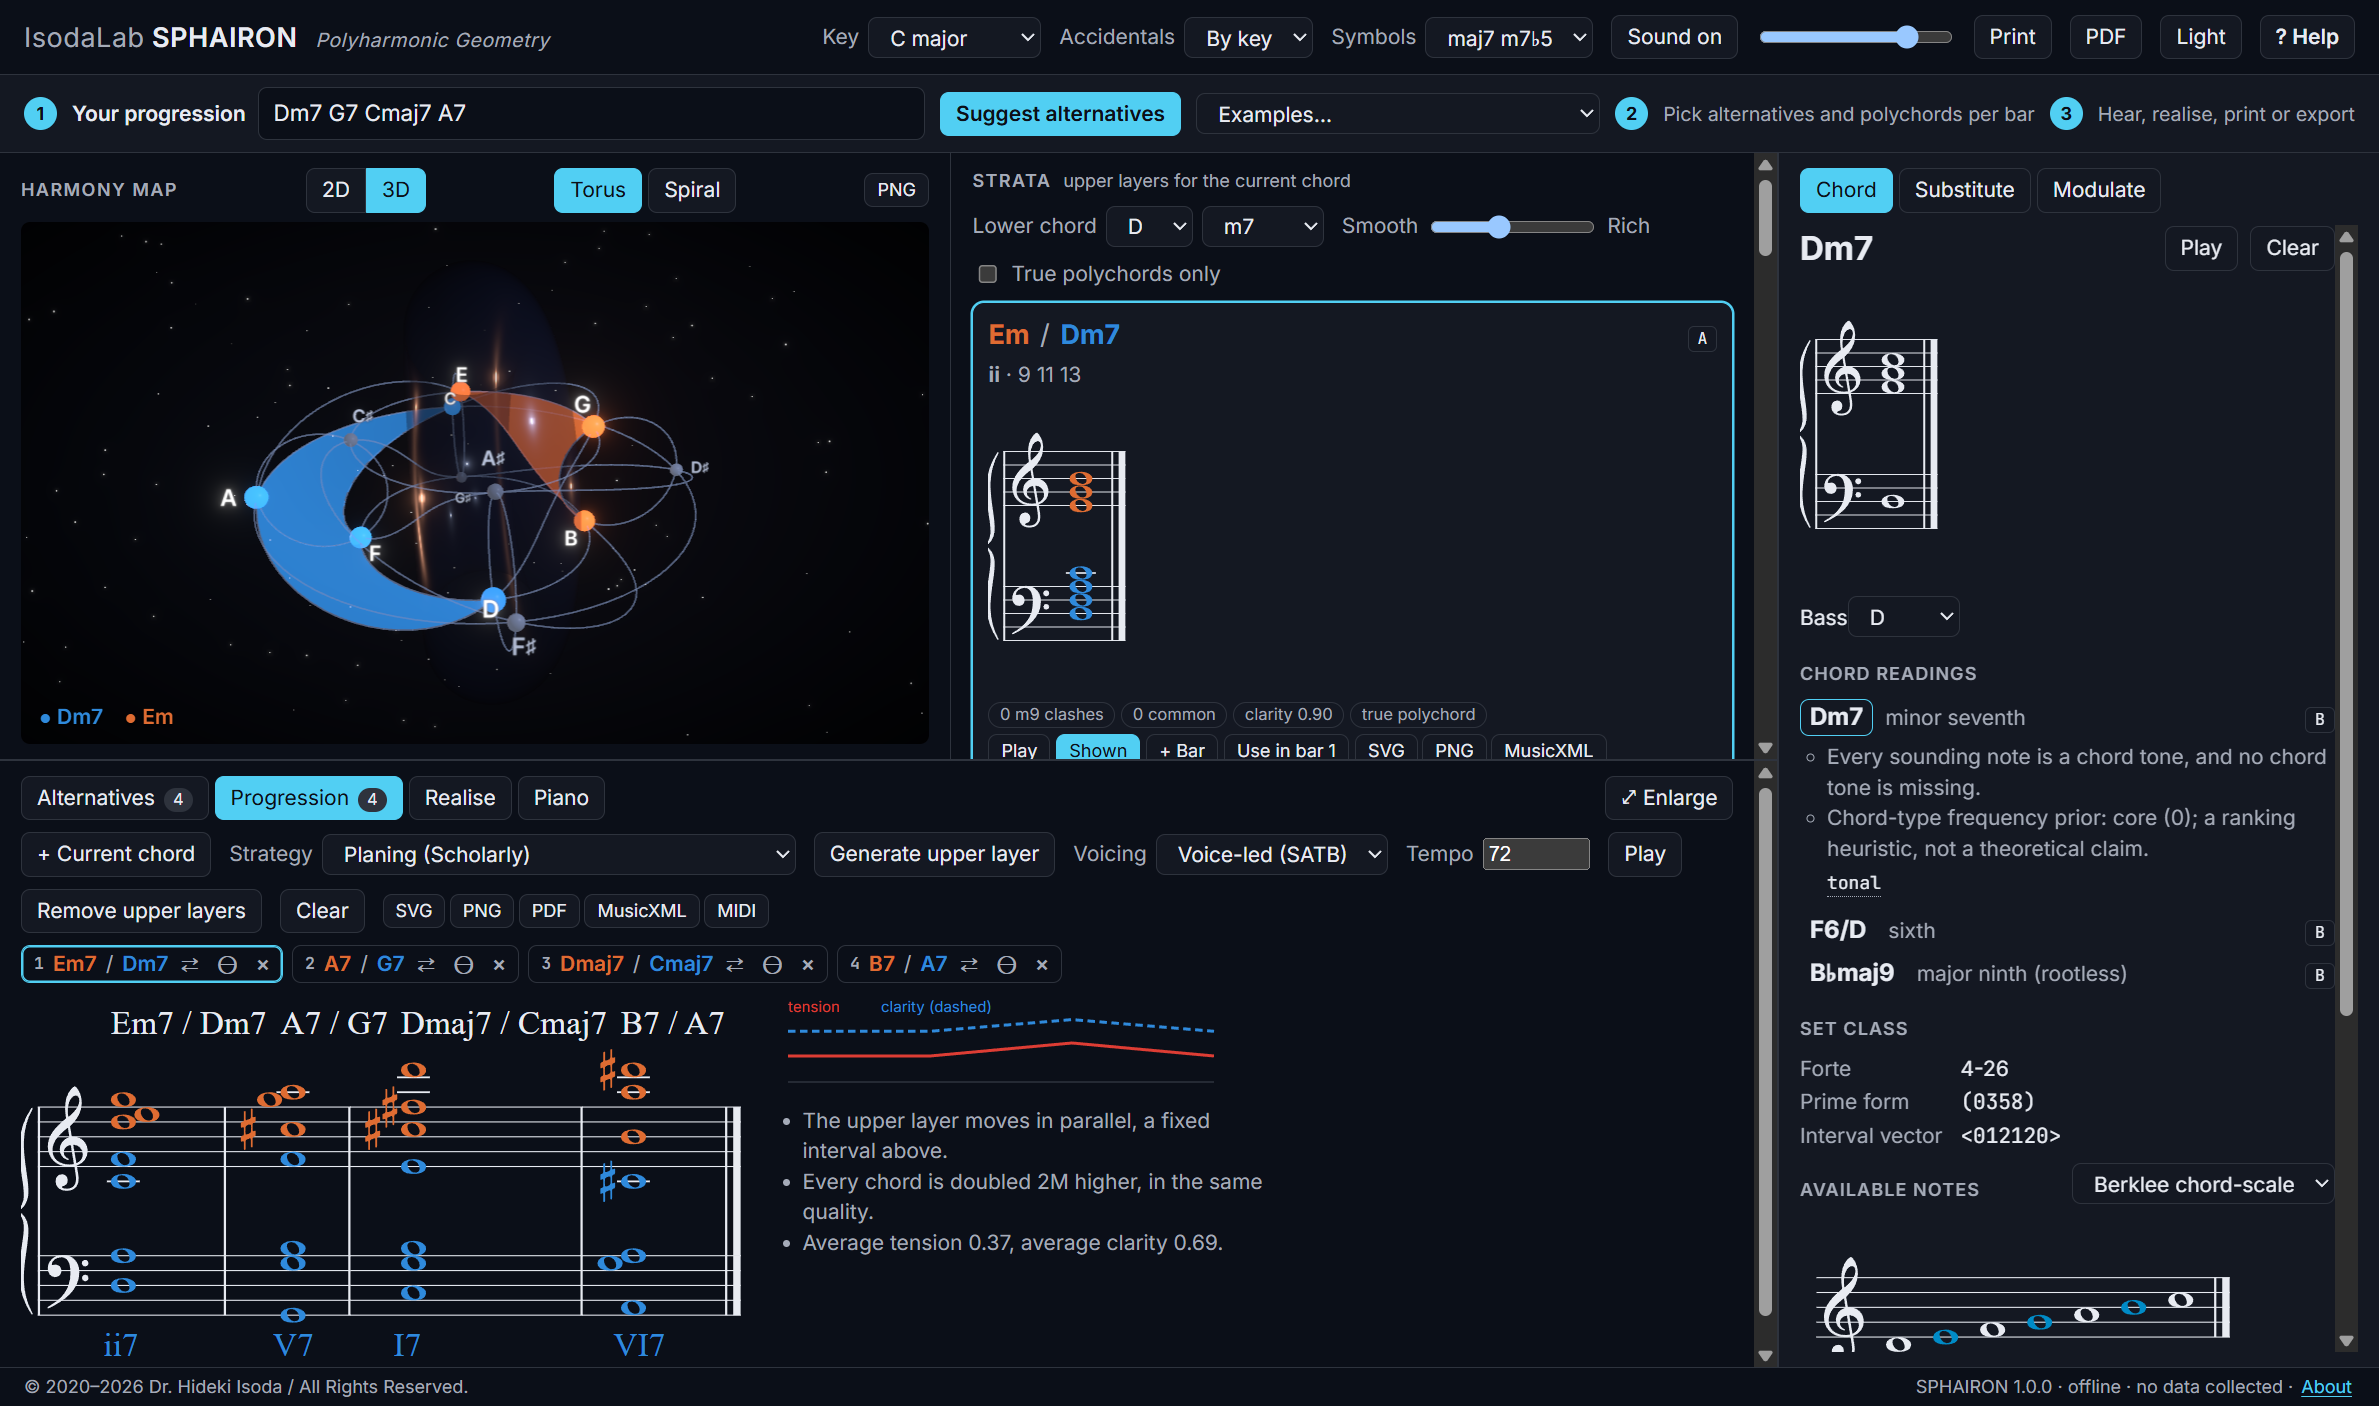 IsodaLab SPHAIRON Polyharmonic Geometry
Key C major Accidentals By key Symbols maj7 m7♭5 Sound on Print PDF Light ? Help
1 Your progression Dm7 G7 Cmaj7 A7 Suggest alternatives Examples... 2 Pick alternatives and polychords per bar 3 Hear, realise, print or export
HARMONY MAP 2D 3D Torus Spiral PNG
E
C
G
C♯
A♯
D♯
A
G♯
B
F
D
F♯
Dm7 Em
STRATA upper layers for the current chord
Lower chord D m7 Smooth Rich
True polychords only
Em / Dm7 A
ii · 9 11 13
0 m9 clashes 0 common clarity 0.90 true polychord
Play Shown + Bar Use in bar 1 SVG PNG MusicXML
Alternatives 4 Progression 4 Realise Piano ⤢ Enlarge
+ Current chord Strategy Planing (Scholarly) Generate upper layer Voicing Voice-led (SATB) Tempo 72 Play
Remove upper layers Clear SVG PNG PDF MusicXML MIDI
1 Em7 / Dm7 ⇄ × 2 A7 / G7 ⇄ × 3 Dmaj7 / Cmaj7 ⇄ × 4 B7 / A7 ⇄ ×
Em7 / Dm7 A7 / G7 Dmaj7 / Cmaj7 B7 / A7
ii7 V7 I7 VI7
tension clarity (dashed)
• The upper layer moves in parallel, a fixed
interval above.
• Every chord is doubled 2M higher, in the same
quality.
• Average tension 0.37, average clarity 0.69.
Chord Substitute Modulate
Dm7 Play Clear
Bass D
CHORD READINGS
Dm7 minor seventh B
Every sounding note is a chord tone, and no chord
tone is missing.
Chord-type frequency prior: core (0); a ranking
heuristic, not a theoretical claim.
tonal
F6/D sixth B
B♭maj9 major ninth (rootless) B
SET CLASS
Forte 4-26
Prime form (0358)
Interval vector <012120>
AVAILABLE NOTES Berklee chord-scale
© 2020–2026 Dr. Hideki Isoda / All Rights Reserved.
SPHAIRON 1.0.0 · offline · no data collected · About